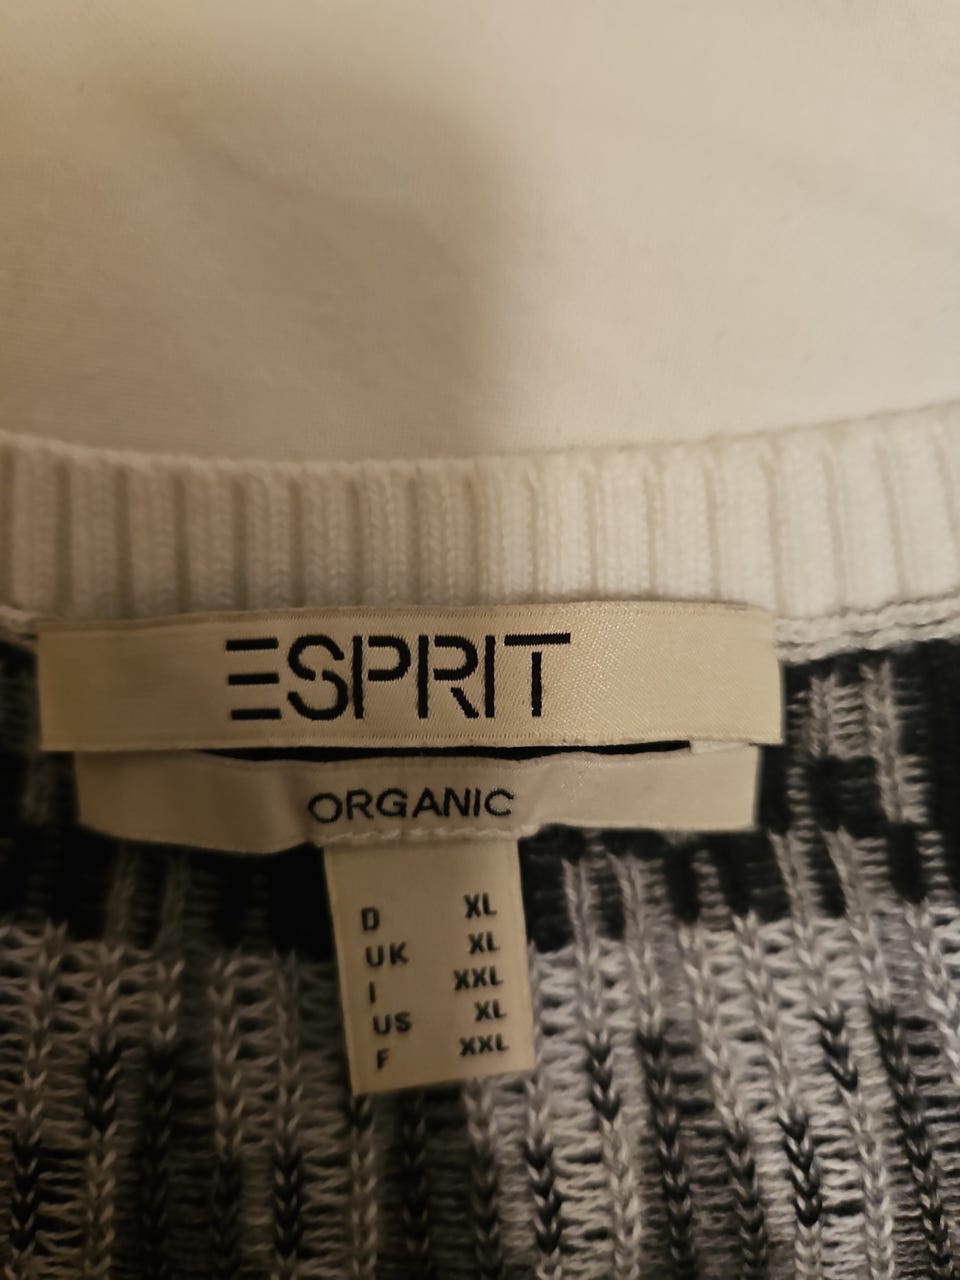 ESPRIT
ORGANIC
D XL
UK XL
I XXL
US XL
F XXL